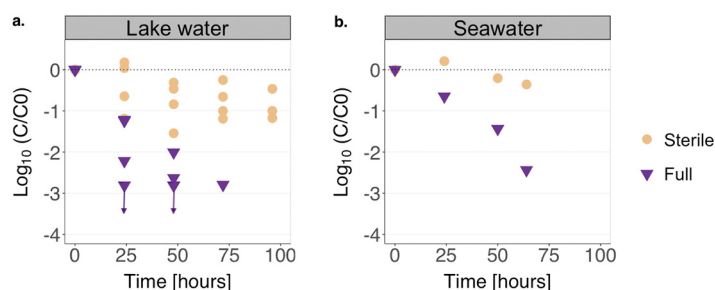 a.
Lake water
b.
Seawater
0
-1
-2
-3
-4
Log10 (C/C0)
0
25
50
75
100
Time [hours]
0
-1
-2
-3
-4
Log10 (C/C0)
0
25
50
75
100
Time [hours]
Sterile
Full